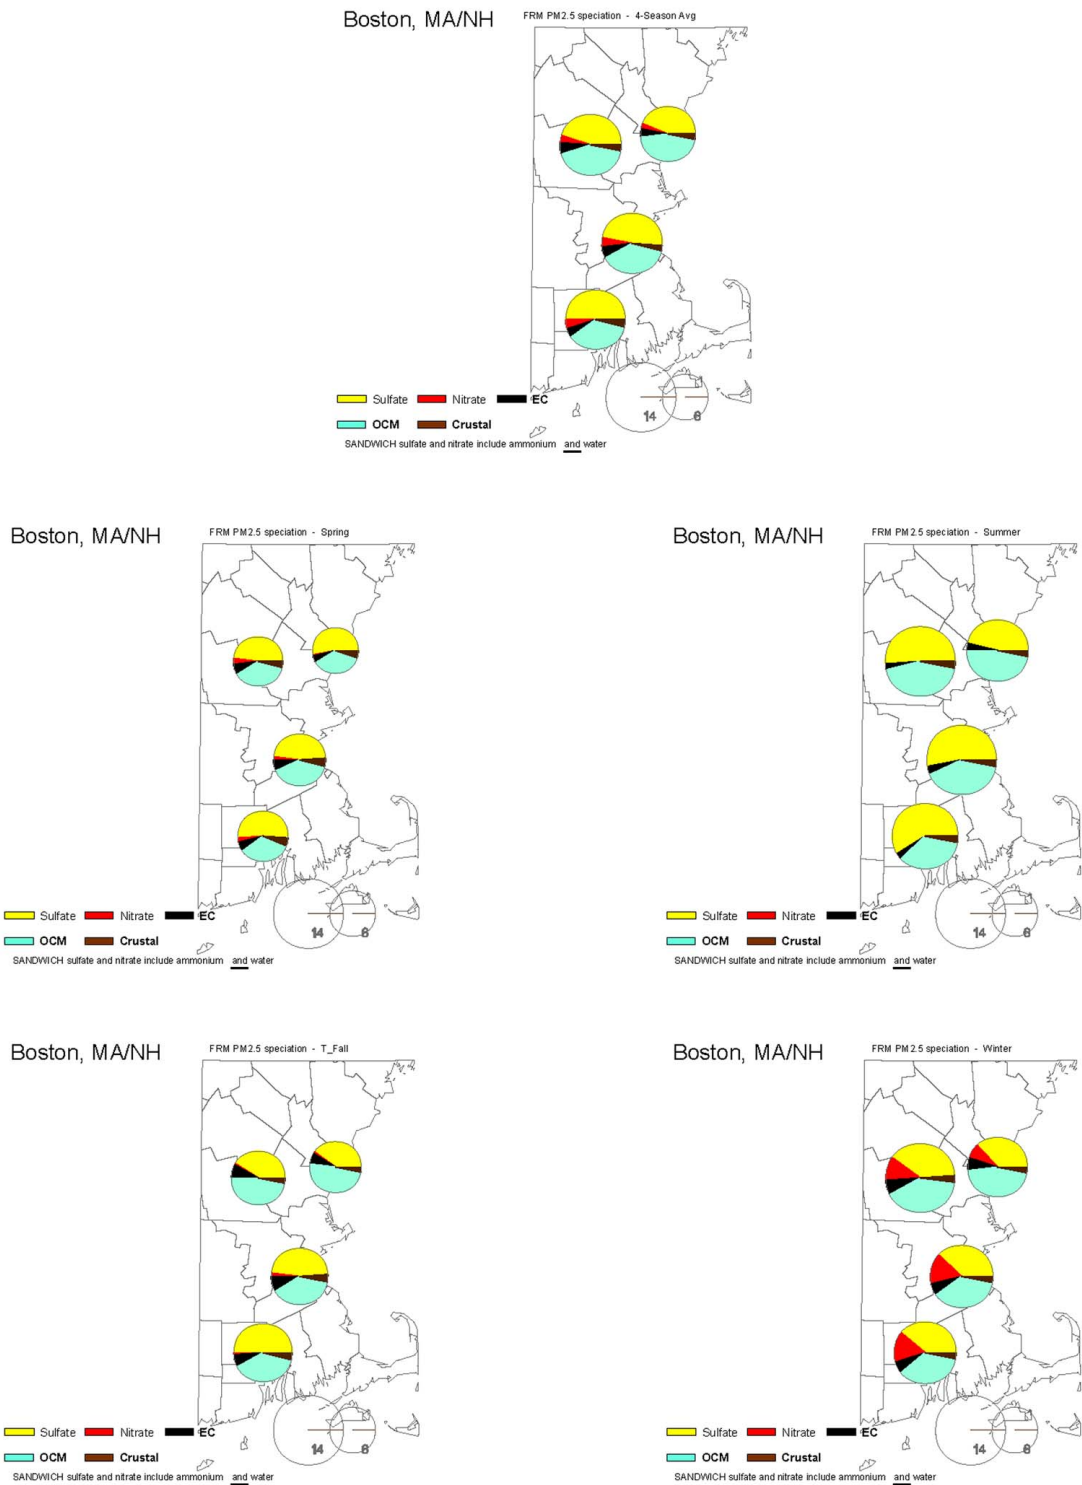 Boston, MA/NH FRM PM2.5 speciation - 4-Season Avg
14 6
Sulfate Nitrate EC
OCM Crustal
SANDWICH sulfate and nitrate include ammonium and water
Boston, MA/NH FRM PM2.5 speciation - Spring
14 6
Sulfate Nitrate EC
OCM Crustal
SANDWICH sulfate and nitrate include ammonium and water
Boston, MA/NH FRM PM2.5 speciation - Summer
14 6
Sulfate Nitrate EC
OCM Crustal
SANDWICH sulfate and nitrate include ammonium and water
Boston, MA/NH FRM PM2.5 speciation - T_Fall
14 6
Sulfate Nitrate EC
OCM Crustal
SANDWICH sulfate and nitrate include ammonium and water
Boston, MA/NH FRM PM2.5 speciation - Winter
14 6
Sulfate Nitrate EC
OCM Crustal
SANDWICH sulfate and nitrate include ammonium and water